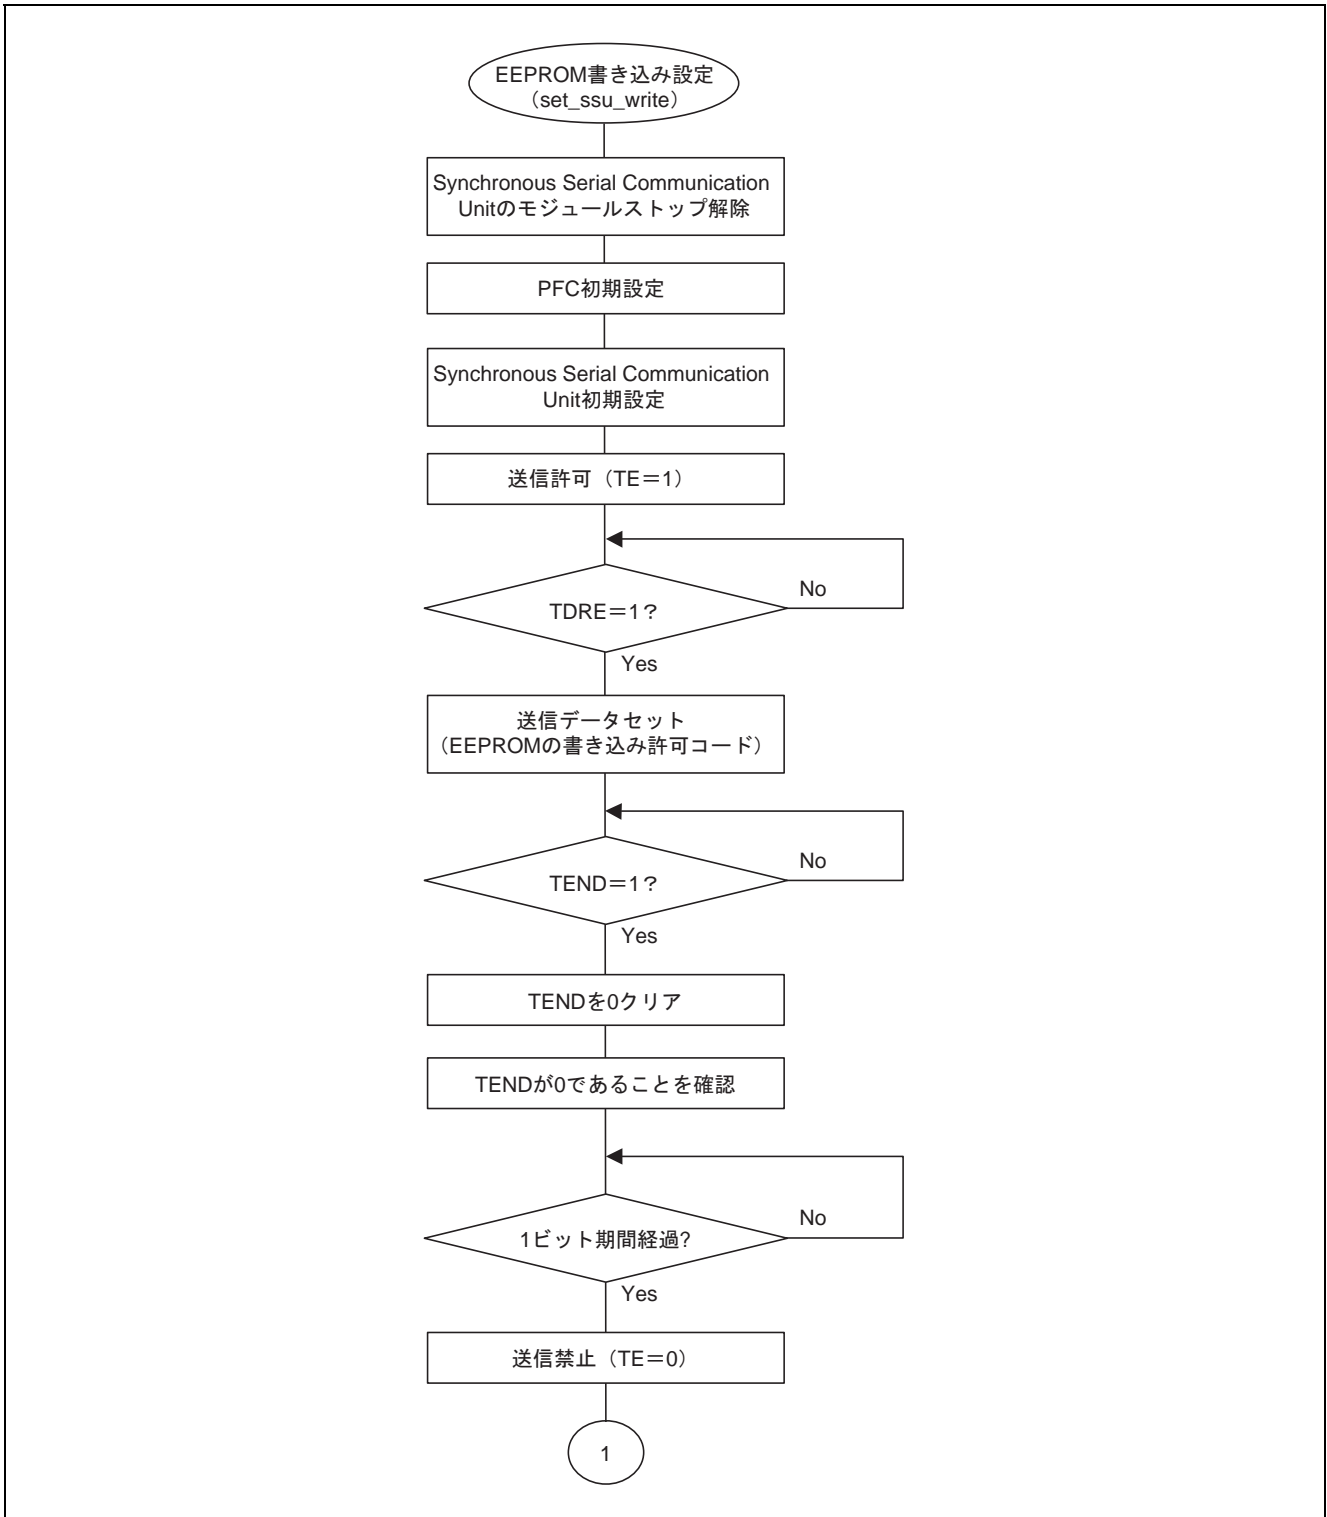 EEPROM書き込み設定
（set_ssu_write）
Synchronous Serial Communication
Unitのモジュールストップ解除
PFC初期設定
Synchronous Serial Communication
Unit初期設定
送信許可（TE＝1）
No
TDRE＝1？
Yes
送信データセット
（EEPROMの書き込み許可コード）
No
TEND＝1？
Yes
TENDを0クリア
TENDが0であることを確認
No
1ビット期間経過?
Yes
送信禁止（TE＝0）
1